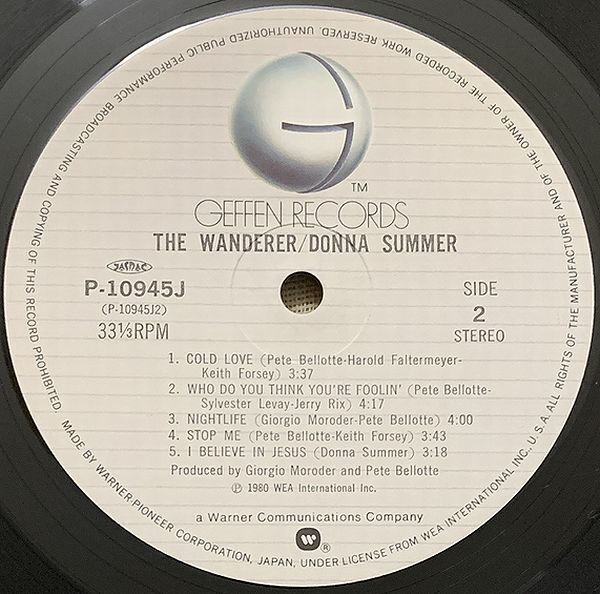 TM
GEFFEN RECORDS
THE WANDERER/DONNA SUMMER
JASRAC
P-10945J
(P-10945J2)
33⅓RPM
SIDE
2
STEREO
1. COLD LOVE (Pete Bellotte-Harold Faltermeyer-
Keith Forsey) 3:37
2. WHO DO YOU THINK YOU'RE FOOLIN' (Pete Bellotte-
Sylvester Levay-Jerry Rix) 4:17
3. NIGHTLIFE (Giorgio Moroder-Pete Bellotte) 4:00
4. STOP ME (Pete Bellotte-Keith Forsey) 3:43
5. I BELIEVE IN JESUS (Donna Summer) 3:18
Produced by Giorgio Moroder and Pete Bellotte
℗ 1980 WEA International Inc.
a Warner Communications Company
®
MADE BY WARNER-PIONEER CORPORATION, JAPAN, UNDER LICENSE FROM WEA INTERNATIONAL INC., U.S.A. ALL RIGHTS OF THE MANUFACTURER AND OF THE OWNER OF THE RECORDED WORK RESERVED. UNAUTHORIZED PUBLIC PERFORMANCE BROADCASTING AND COPYING OF THIS RECORD PROHIBITED.